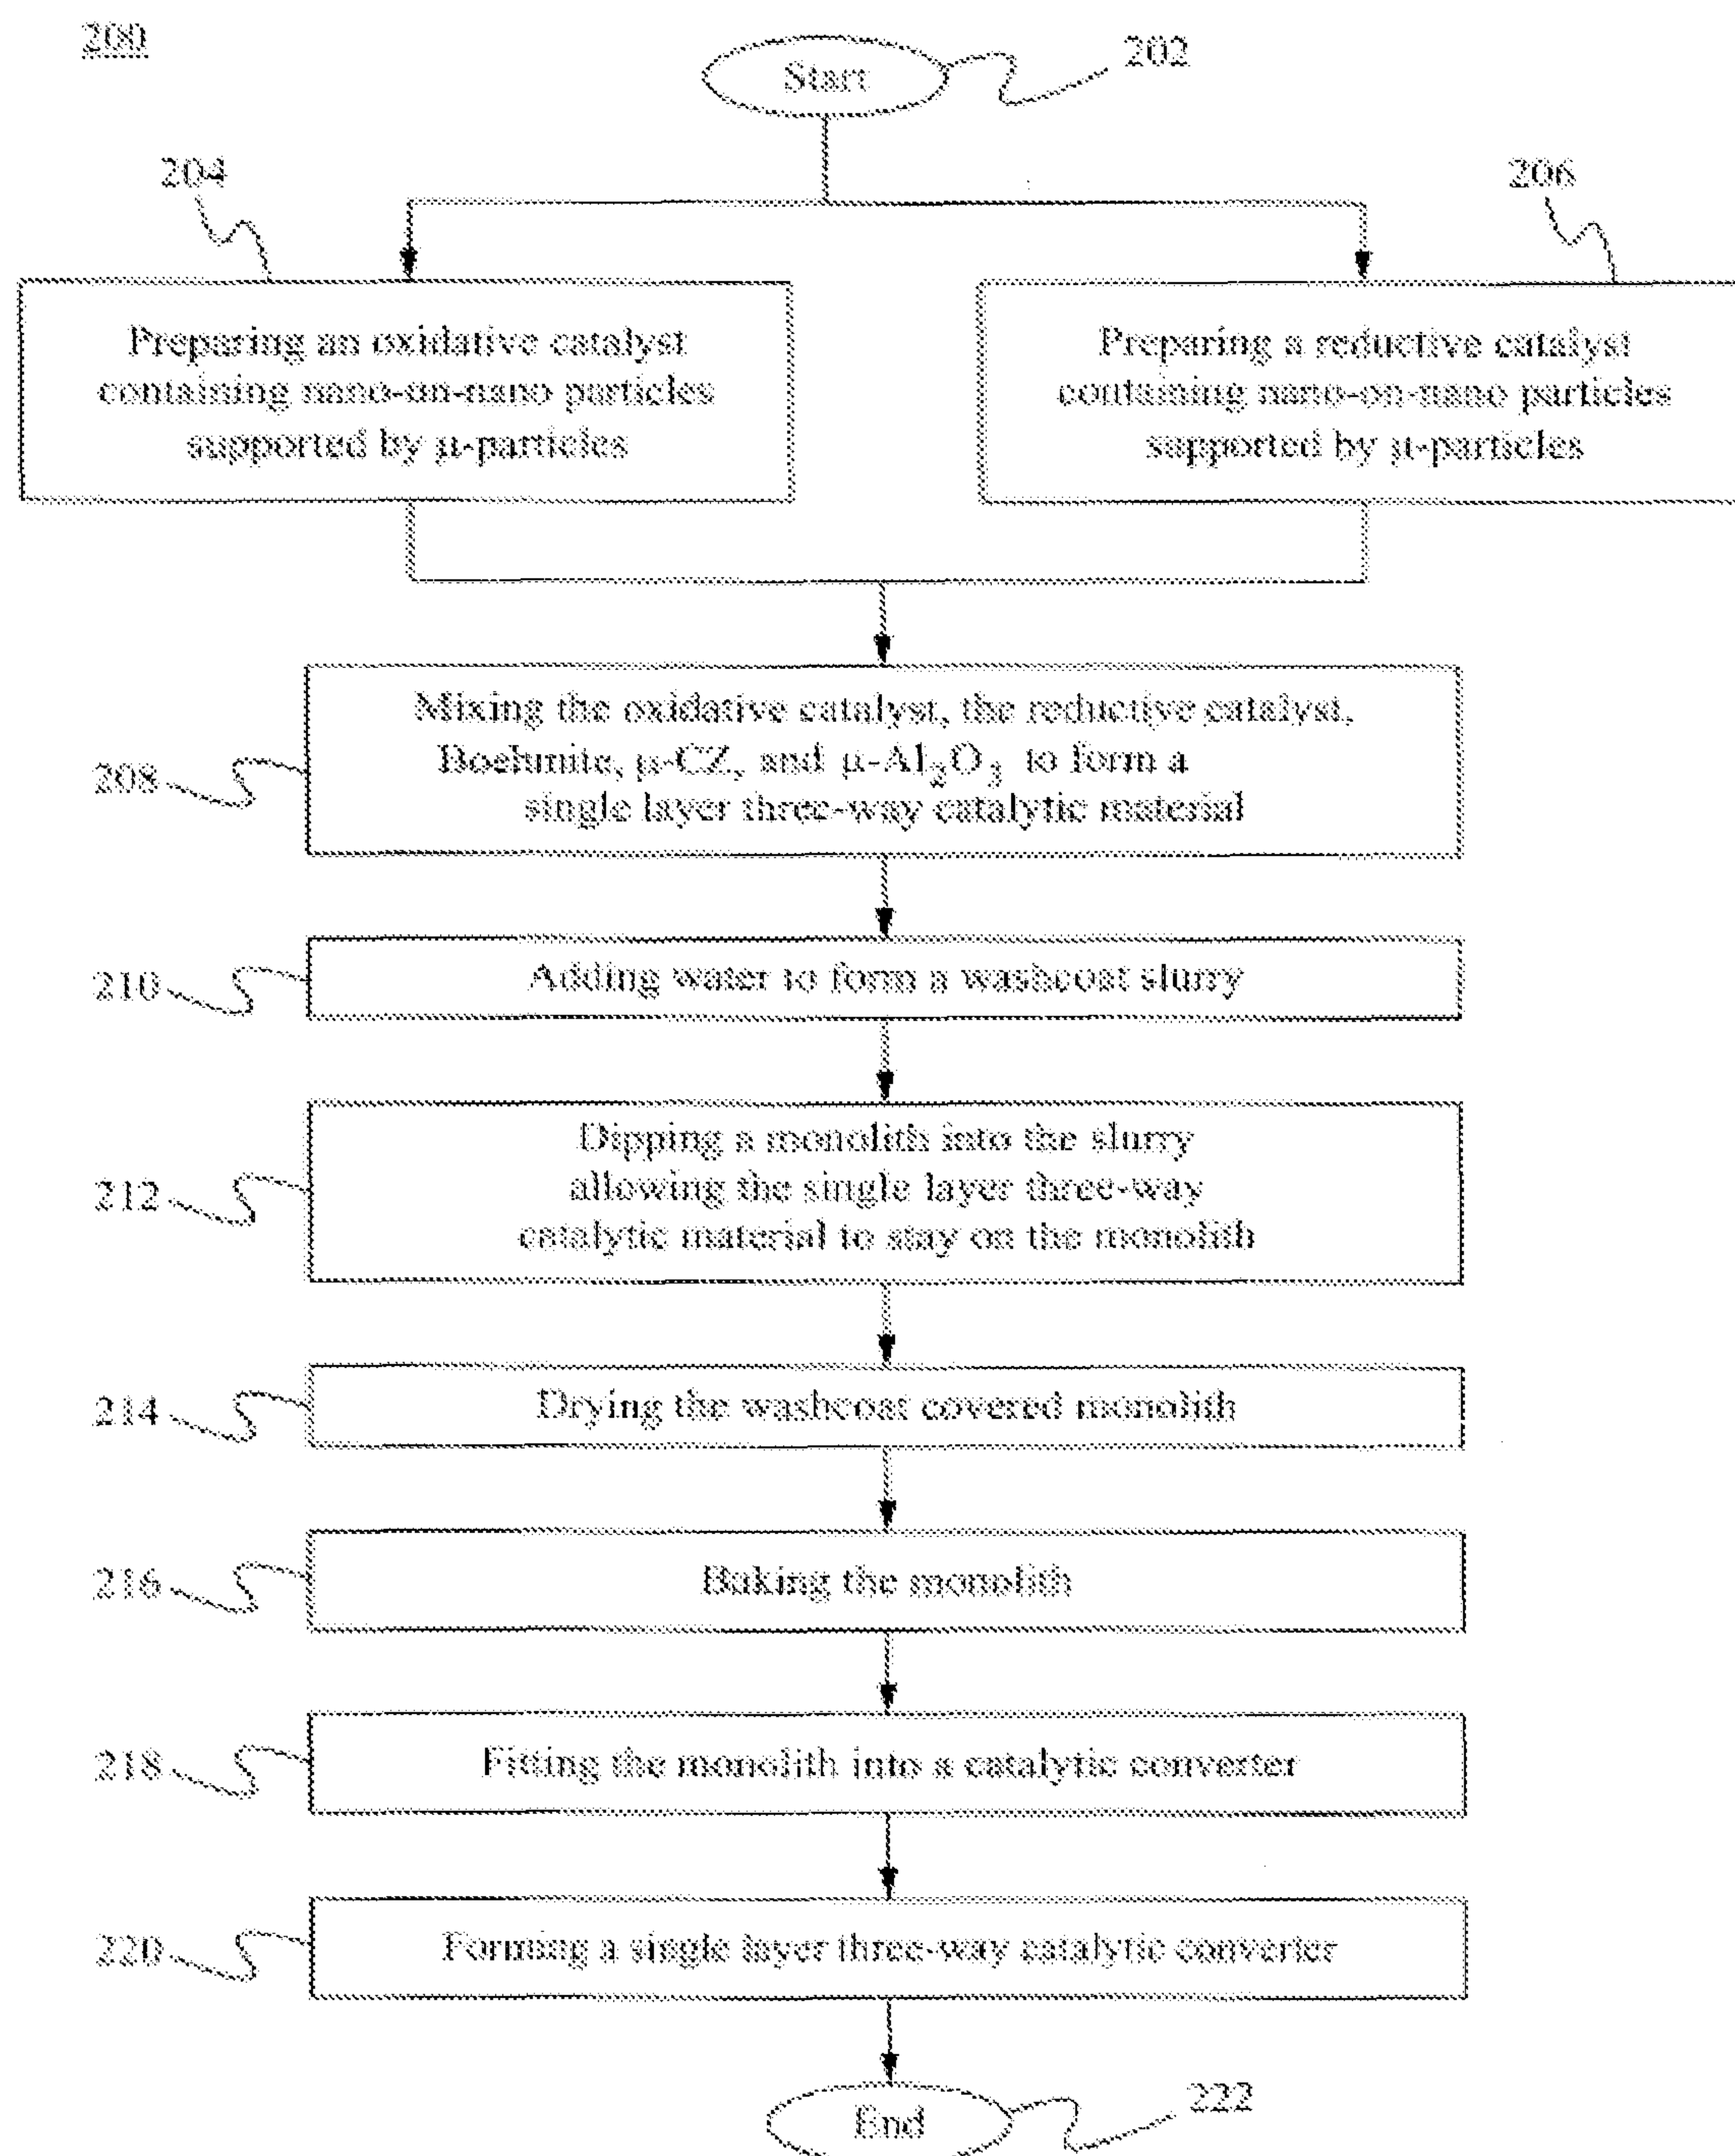 200
Start
202
204
206
Preparing an oxidative catalyst
containing nano-on-nano particles
supported by µ-particles
Preparing a reductive catalyst
containing nano-on-nano particles
supported by µ-particles
208
Mixing the oxidative catalyst, the reductive catalyst,
Boehmite, µ-CZ, and µ-Al₂O₃ to form a
single layer three-way catalytic material
210
Adding water to form a washcoat slurry
212
Dipping a monolith into the slurry
allowing the single layer three-way
catalytic material to stay on the monolith
214
Drying the washcoat covered monolith
216
Baking the monolith
218
Fitting the monolith into a catalytic converter
220
Forming a single layer three-way catalytic converter
End
222